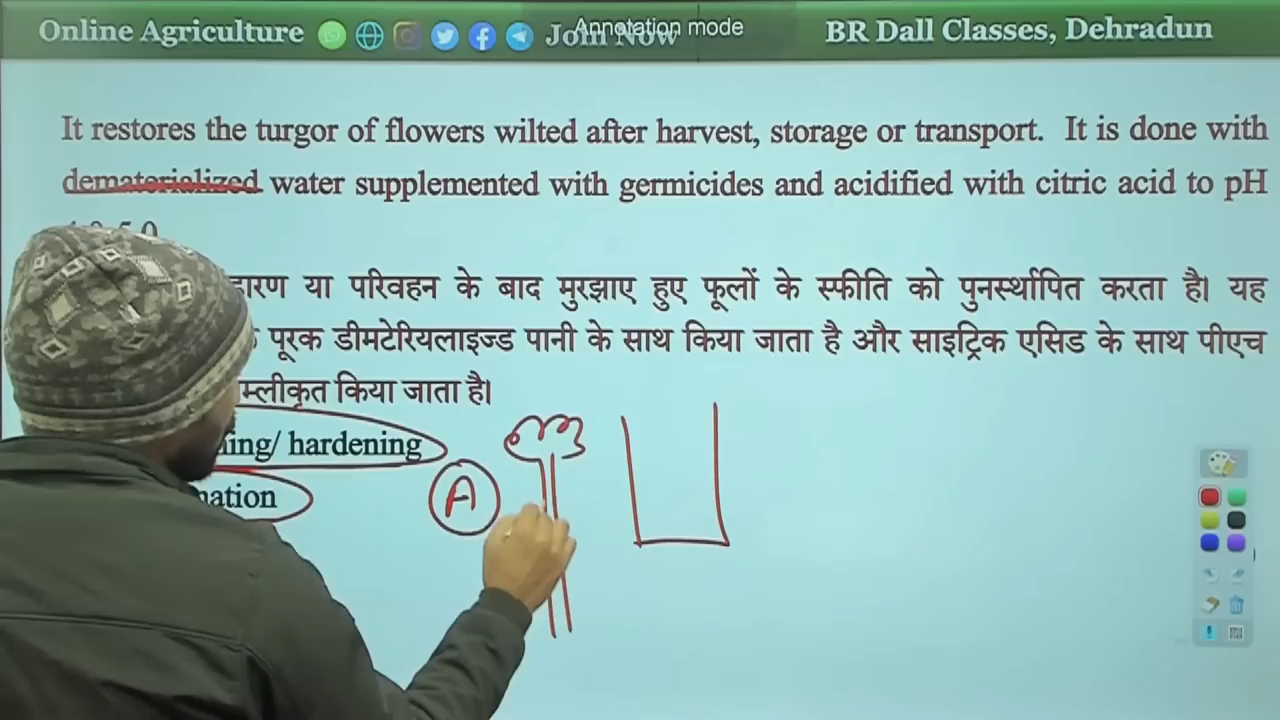 Online Agriculture Join Now Annotation mode BR Dall Classes, Dehradun
It restores the turgor of flowers wilted after harvest, storage or transport. It is done with
dematerialized water supplemented with germicides and acidified with citric acid to pH
या परिवहन के बाद मुरझाए हुए फूलों के स्फीति को पुनर्स्थापित करता है। यह
पूरक डीमटेरियलाइज्ड पानी के साथ किया जाता है और साइट्रिक एसिड के साथ पीएच
किया जाता है।
hardening
A